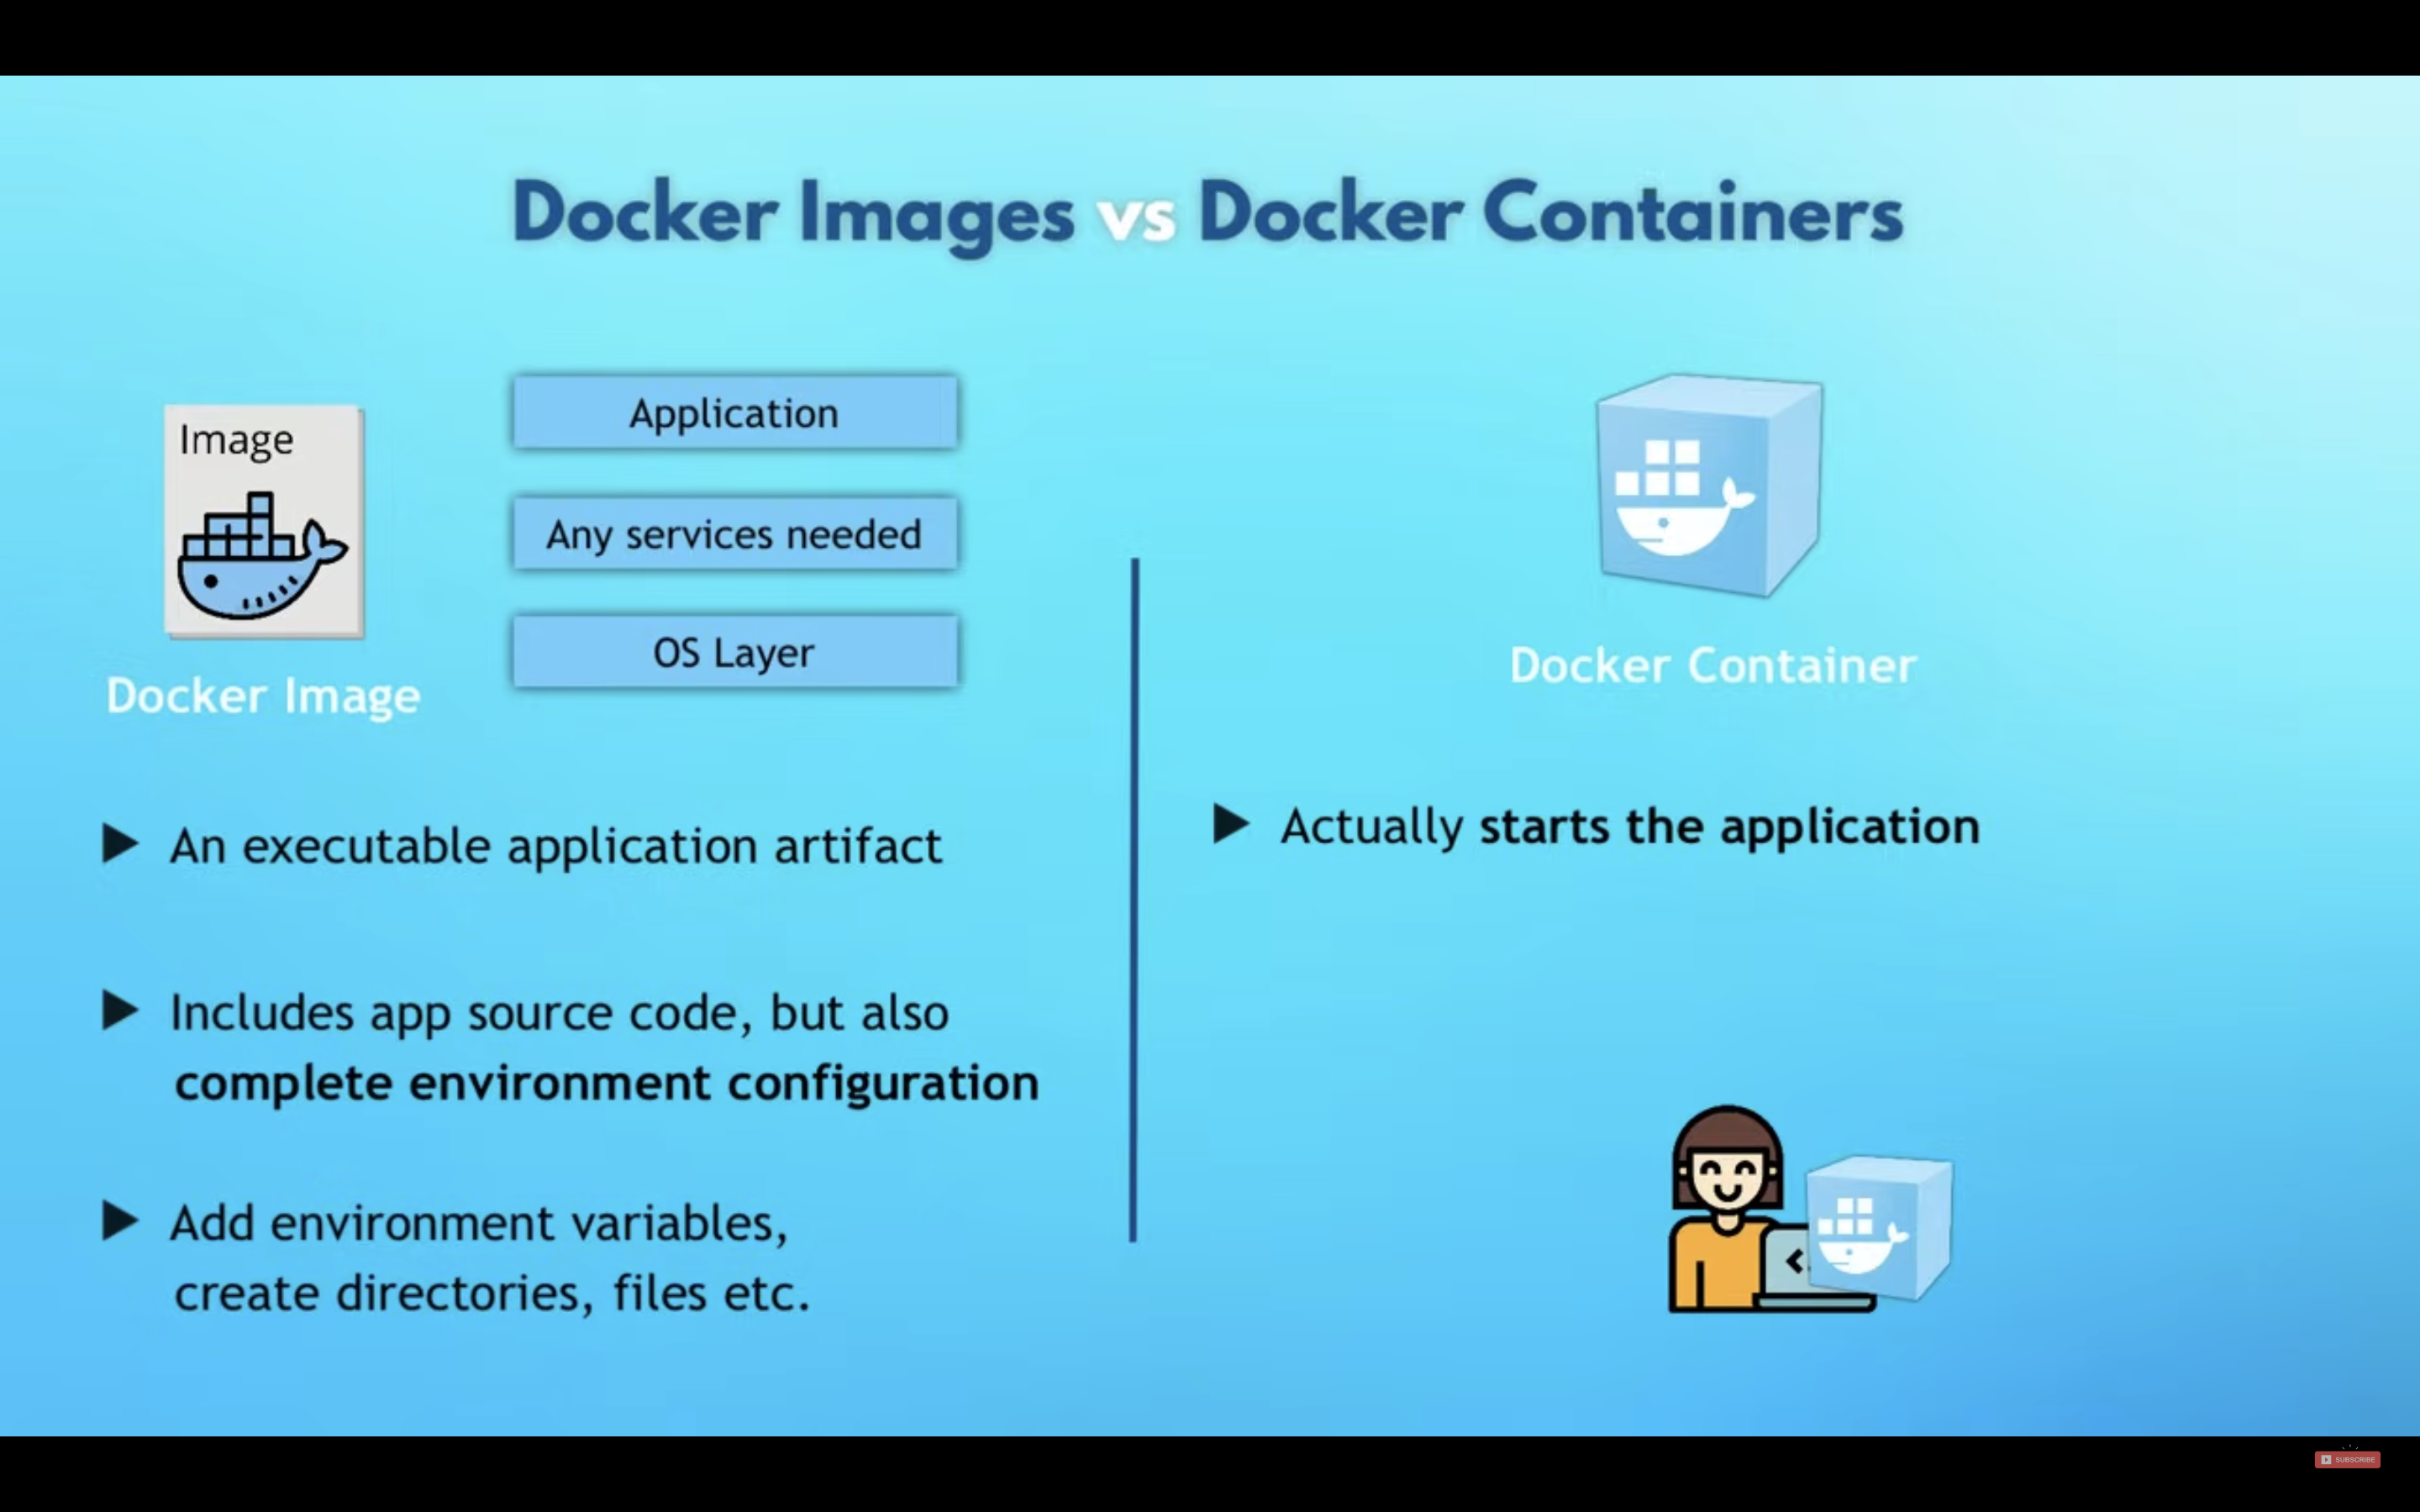 Docker Images vs Docker Containers
Image
Docker Image
Application
Any services needed
OS Layer
▶ An executable application artifact
▶ Includes app source code, but also
complete environment configuration
▶ Add environment variables,
create directories, files etc.
Docker Container
▶ Actually starts the application
<
SUBSCRIBE